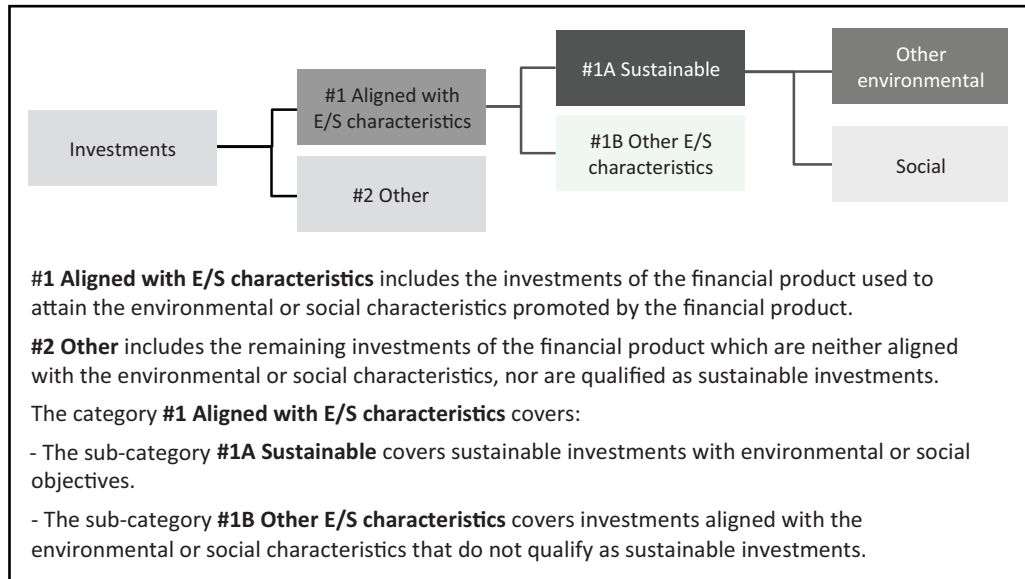 Investments
#1 Aligned with
E/S characteristics
#2 Other
#1A Sustainable
#1B Other E/S
characteristics
Other
environmental
Social
#1 Aligned with E/S characteristics includes the investments of the financial product used to
attain the environmental or social characteristics promoted by the financial product.
#2 Other includes the remaining investments of the financial product which are neither aligned
with the environmental or social characteristics, nor are qualified as sustainable investments.
The category #1 Aligned with E/S characteristics covers:
- The sub-category #1A Sustainable covers sustainable investments with environmental or social
objectives.
- The sub-category #1B Other E/S characteristics covers investments aligned with the
environmental or social characteristics that do not qualify as sustainable investments.